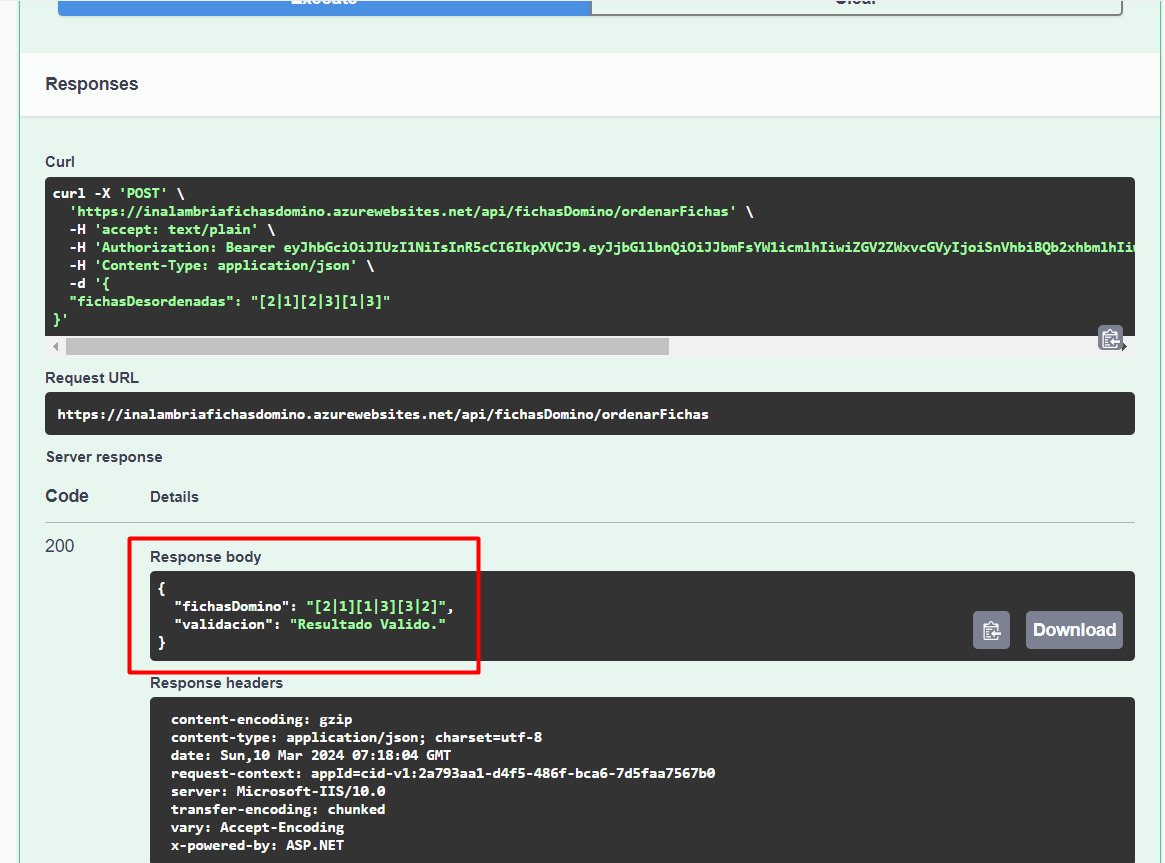 Execute
Clear
Responses
Curl
curl -X 'POST' \
'https://inalambriafichasdomino.azurewebsites.net/api/fichasDomino/ordenarFichas' \
-H 'accept: text/plain' \
-H 'Authorization: Bearer eyJhbGciOiJIUzI1NiIsInR5cCI6IkpXVCJ9.eyJjbGllbnQiOiJJbmFsYW1icmlhIiwiZGV2ZWxvcGVyIjoiSnVhbiBQb2xhbmlhIi
-H 'Content-Type: application/json' \
-d '{
"fichasDesordenadas": "[2|1][2|3][1|3]"
}'
Request URL
https://inalambriafichasdomino.azurewebsites.net/api/fichasDomino/ordenarFichas
Server response
Code Details
200
Response body
{
"fichasDomino": "[2|1][1|3][3|2]",
"validacion": "Resultado Valido."
}
Download
Response headers
content-encoding: gzip
content-type: application/json; charset=utf-8
date: Sun,10 Mar 2024 07:18:04 GMT
request-context: appId=cid-v1:2a793aa1-d4f5-486f-bca6-7d5faa7567b0
server: Microsoft-IIS/10.0
transfer-encoding: chunked
vary: Accept-Encoding
x-powered-by: ASP.NET